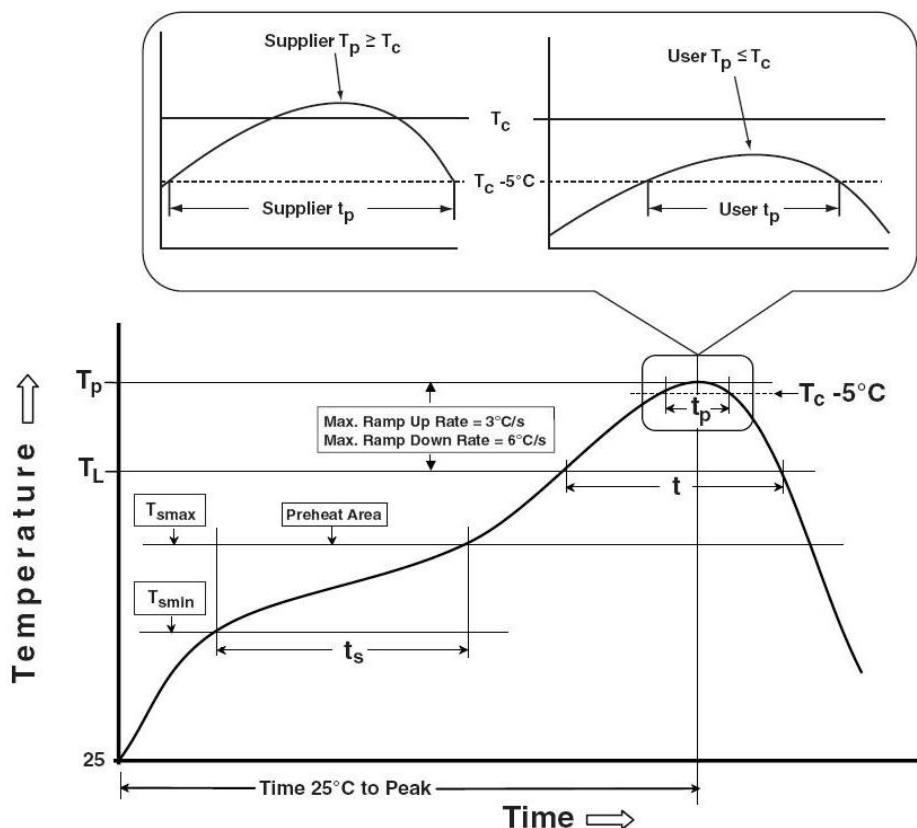 Supplier Tp ≥ Tc
User Tp ≤ Tc
Tc
Tc -5°C
Supplier tp
User tp
Tp
Tc -5°C
tp
Max. Ramp Up Rate = 3°C/s
Max. Ramp Down Rate = 6°C/s
TL
t
Tsmax
Preheat Area
Tsmin
ts
Temperature
25
Time 25°C to Peak
Time